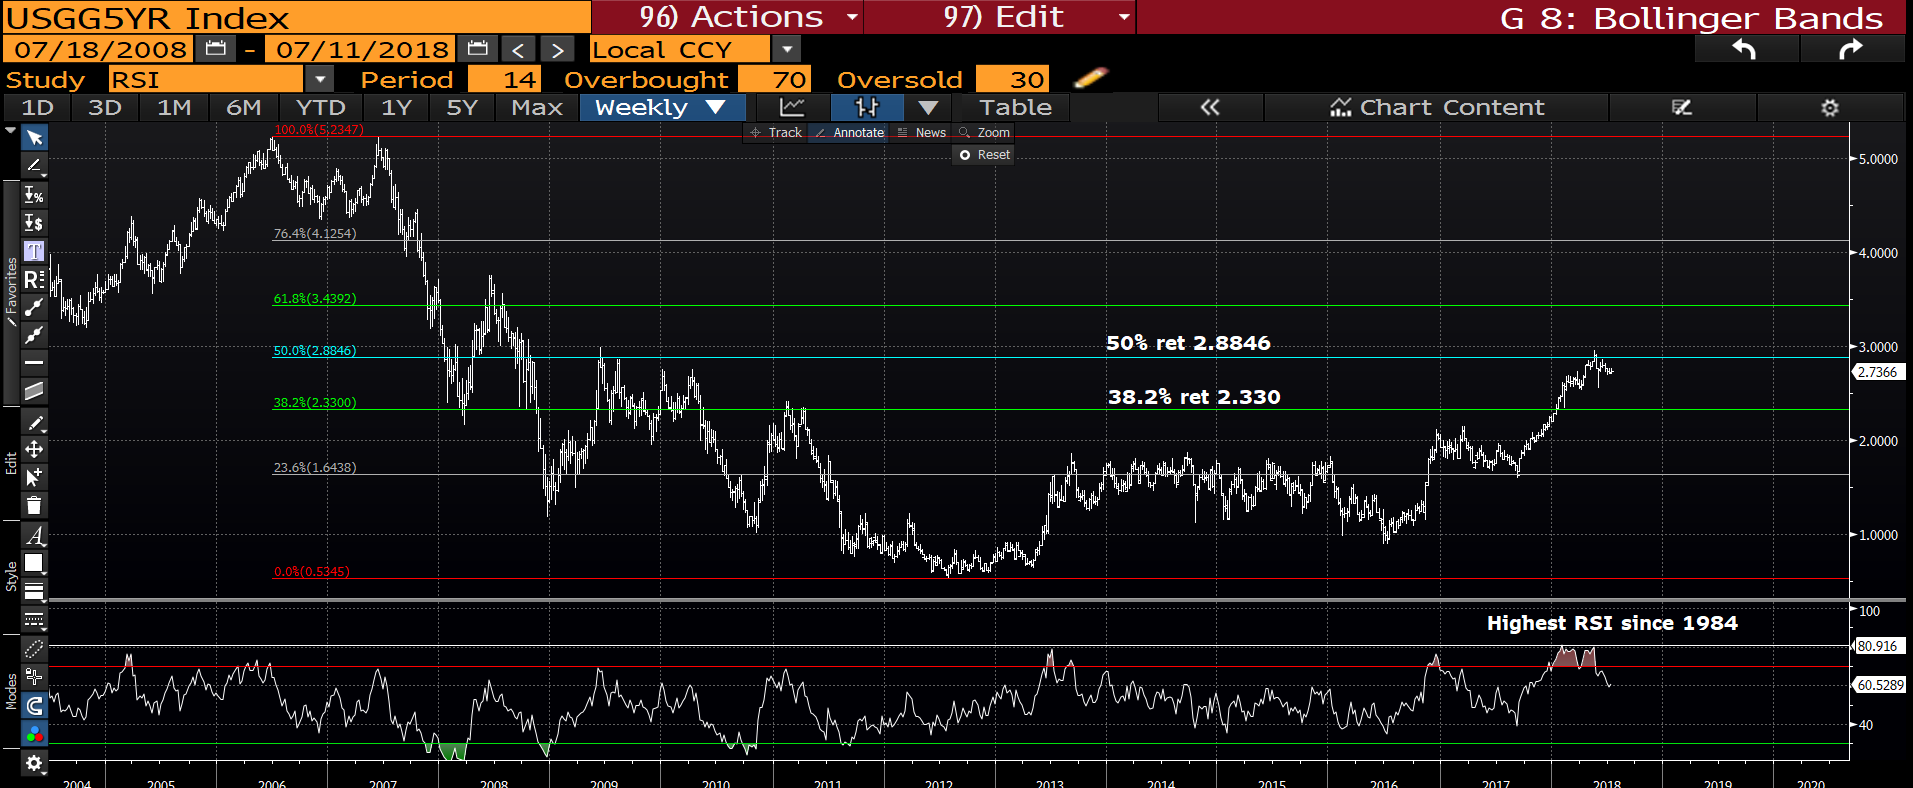 USGG5YR Index 96) Actions 97) Edit G 8: Bollinger Bands
07/18/2008 - 07/11/2018 < > Local CCY
Study RSI Period 14 Overbought 70 Oversold 30
1D 3D 1M 6M YTD 1Y 5Y Max Weekly Table « Chart Content
Track Annotate News Zoom
Reset
100.0%(5.2347)
5.0000
76.4%(4.1254)
4.0000
61.8%(3.4392)
50% ret 2.8846
3.0000
50.0%(2.8846)
2.7366
38.2% ret 2.330
38.2%(2.3300)
2.0000
23.6%(1.6438)
1.0000
0.0%(0.5345)
Favorites
Edit
Style
Modes
%
$
T
R
A
100
Highest RSI since 1984
80.916
60.5289
40
2004 2005 2006 2007 2008 2009 2010 2011 2012 2013 2014 2015 2016 2017 2018 2019 2020